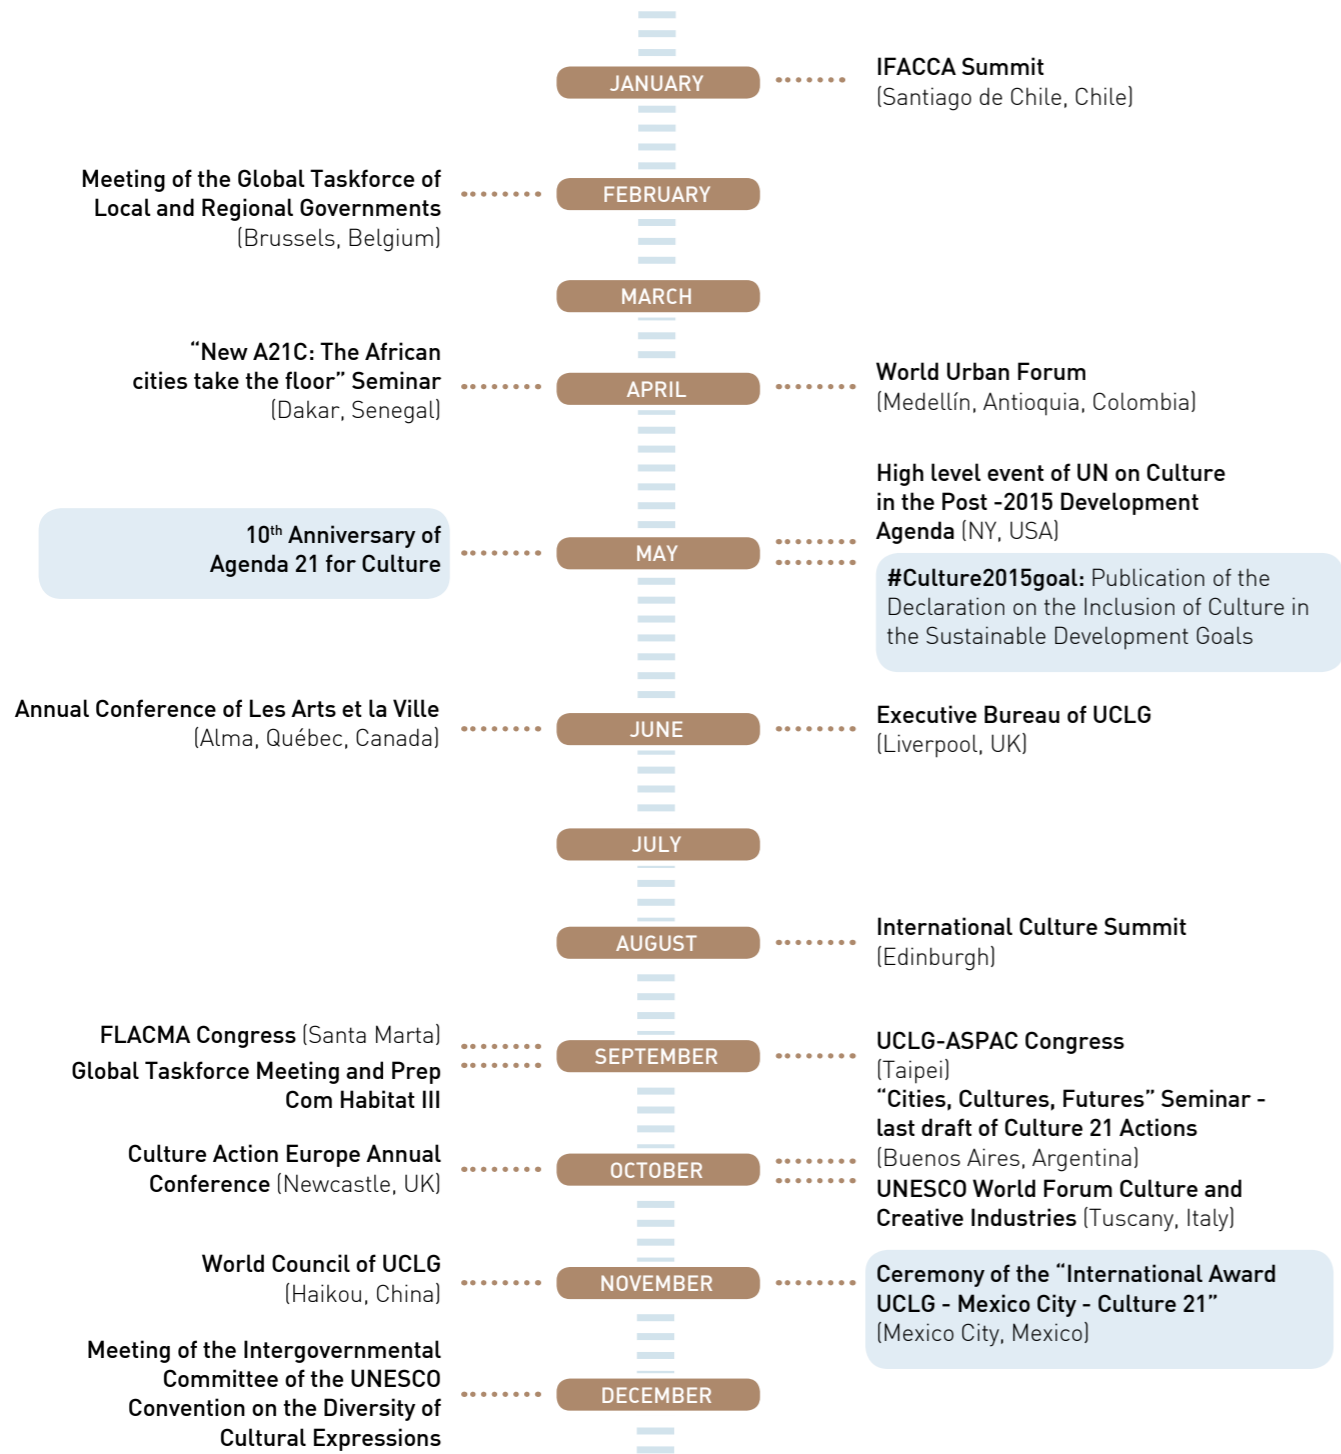 JANUARY
IFACCA Summit
(Santiago de Chile, Chile)
Meeting of the Global Taskforce of
Local and Regional Governments
(Brussels, Belgium)
FEBRUARY
MARCH
“New A21C: The African
cities take the floor” Seminar
(Dakar, Senegal)
APRIL
World Urban Forum
(Medellín, Antioquia, Colombia)
10th Anniversary of
Agenda 21 for Culture
MAY
High level event of UN on Culture
in the Post -2015 Development
Agenda (NY, USA)
#Culture2015goal: Publication of the
Declaration on the Inclusion of Culture in
the Sustainable Development Goals
Annual Conference of Les Arts et la Ville
(Alma, Québec, Canada)
JUNE
Executive Bureau of UCLG
(Liverpool, UK)
JULY
AUGUST
International Culture Summit
(Edinburgh)
FLACMA Congress (Santa Marta)
Global Taskforce Meeting and Prep
Com Habitat III
SEPTEMBER
UCLG-ASPAC Congress
(Taipei)
Culture Action Europe Annual
Conference (Newcastle, UK)
OCTOBER
“Cities, Cultures, Futures” Seminar -
last draft of Culture 21 Actions
(Buenos Aires, Argentina)
UNESCO World Forum Culture and
Creative Industries (Tuscany, Italy)
World Council of UCLG
(Haikou, China)
NOVEMBER
Ceremony of the “International Award
UCLG - Mexico City - Culture 21”
(Mexico City, Mexico)
Meeting of the Intergovernmental
Committee of the UNESCO
Convention on the Diversity of
Cultural Expressions
DECEMBER